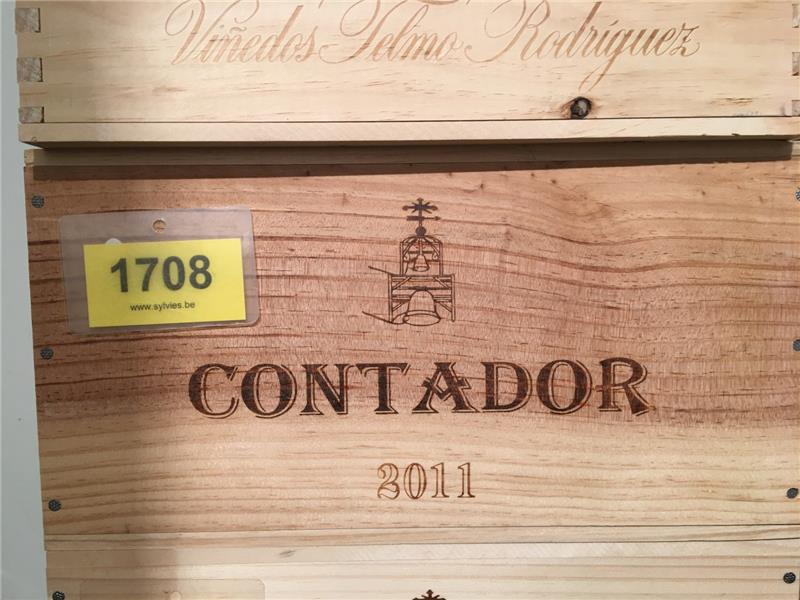 Viñedos Telmo Rodríguez
1708
www.sylvies.be
CONTADOR
2011